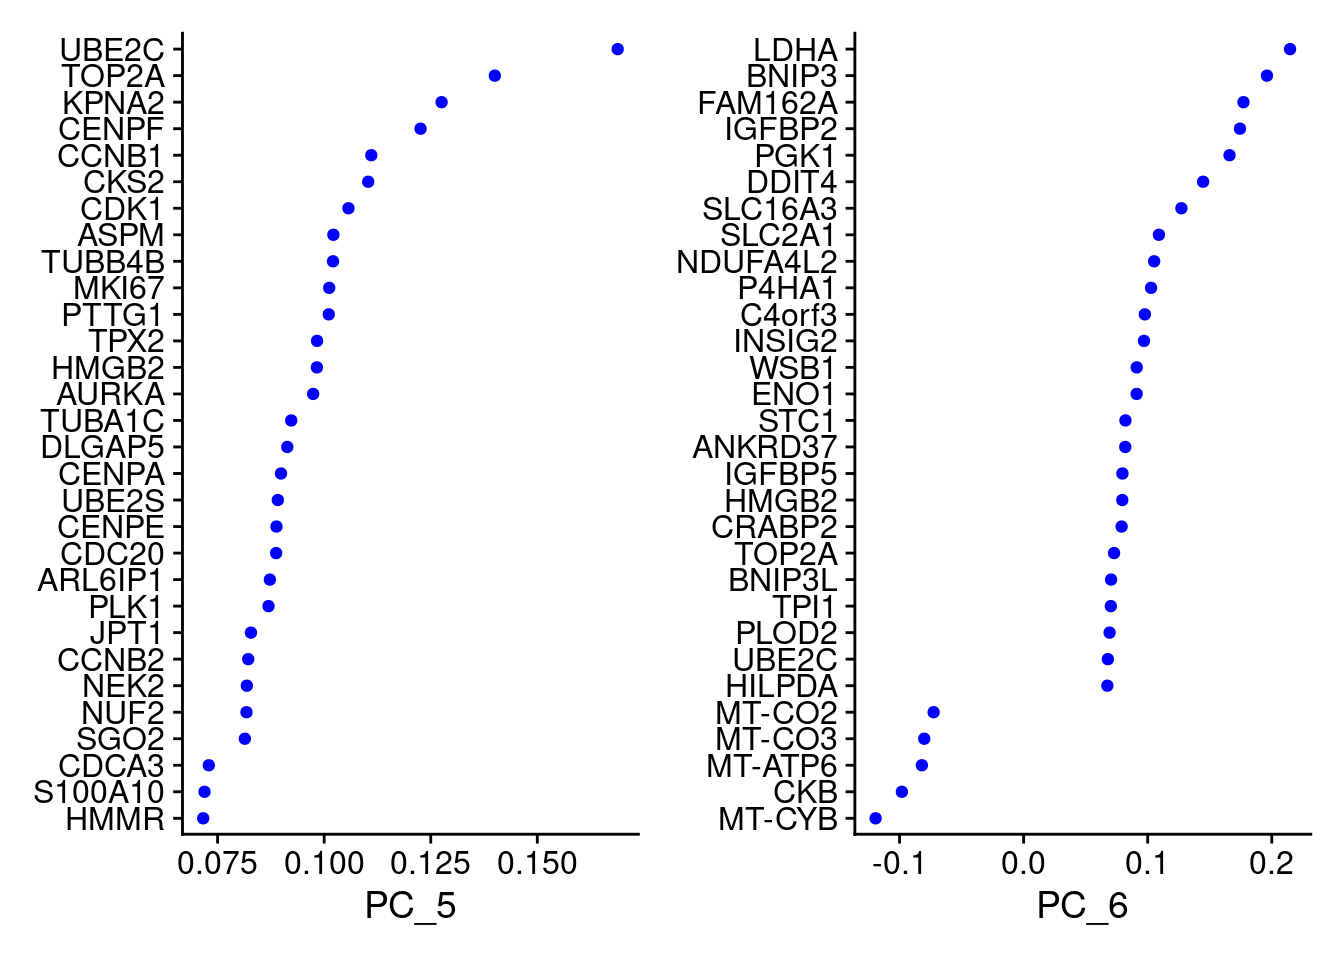 UBE2C
TOP2A
KPNA2
CENPF
CCNB1
CKS2
CDK1
ASPM
TUBB4B
MKI67
PTTG1
TPX2
HMGB2
AURKA
TUBA1C
DLGAP5
CENPA
UBE2S
CENPE
CDC20
ARL6IP1
PLK1
JPT1
CCNB2
NEK2
NUF2
SGO2
CDCA3
S100A10
HMMR
0.075 0.100 0.125 0.150
PC_5
LDHA
BNIP3
FAM162A
IGFBP2
PGK1
DDIT4
SLC16A3
SLC2A1
NDUFA4L2
P4HA1
C4orf3
INSIG2
WSB1
ENO1
STC1
ANKRD37
IGFBP5
HMGB2
CRABP2
TOP2A
BNIP3L
TPI1
PLOD2
UBE2C
HILPDA
MT-CO2
MT-CO3
MT-ATP6
CKB
MT-CYB
-0.1 0.0 0.1 0.2
PC_6